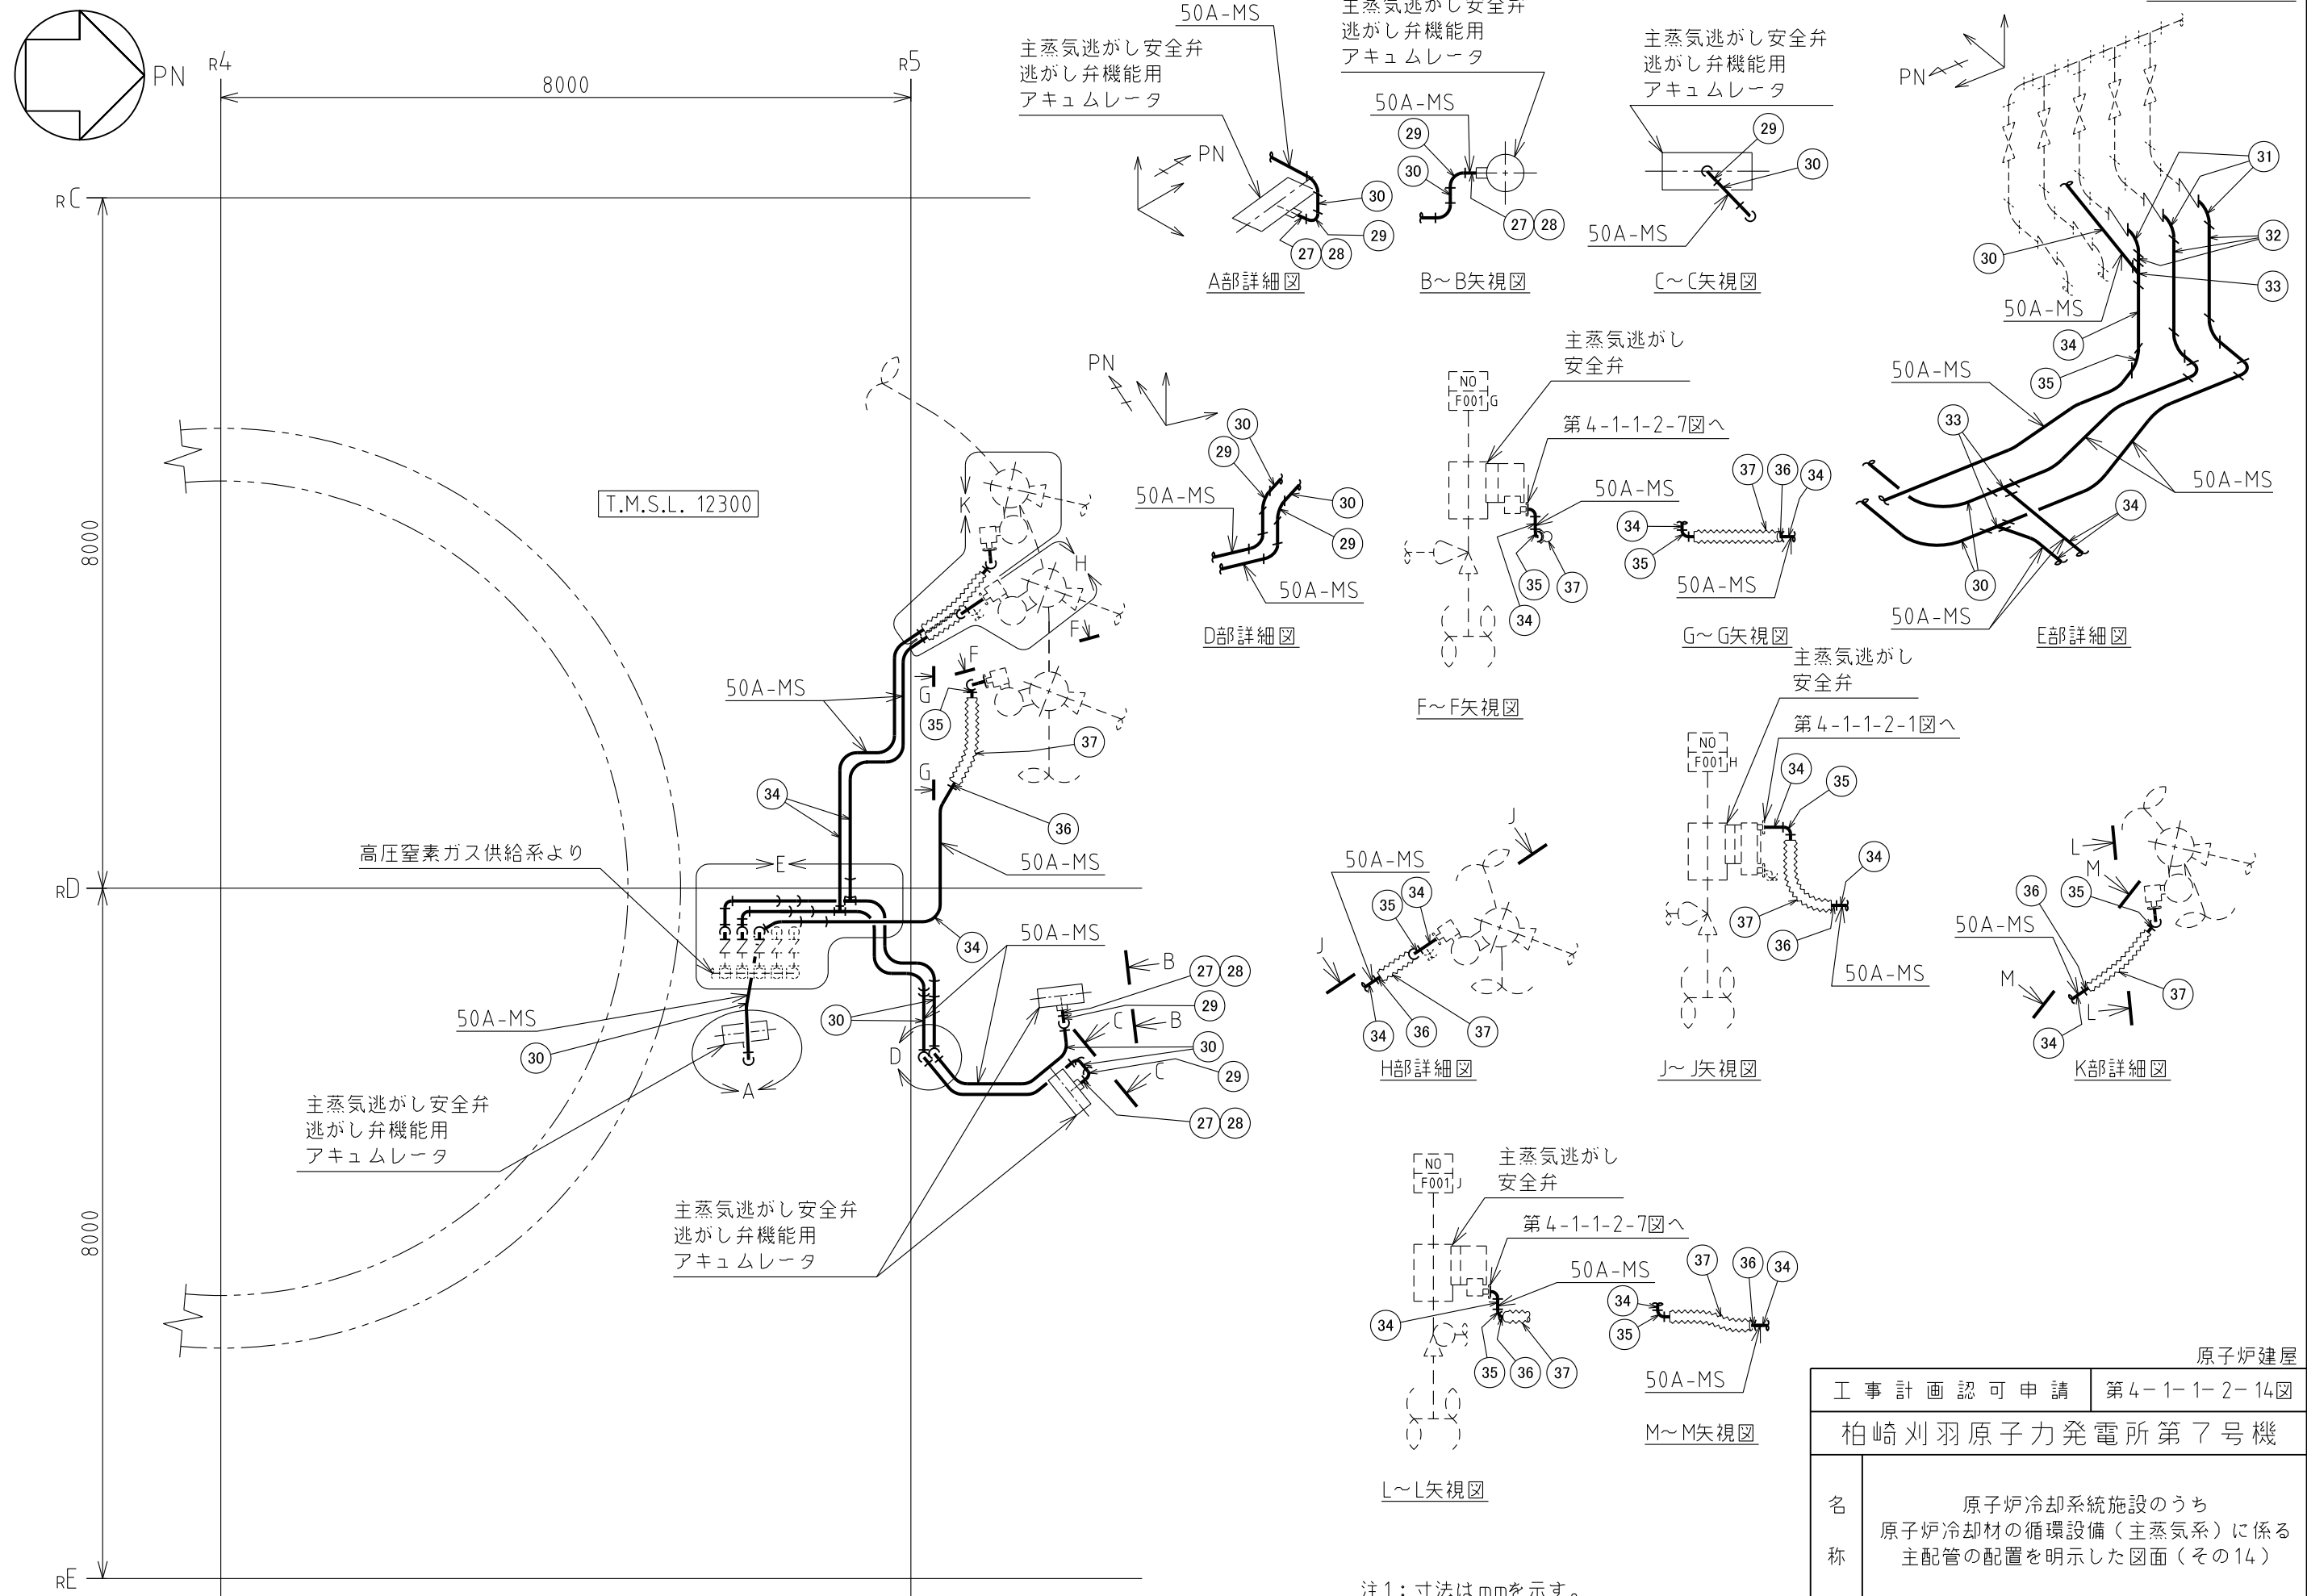 PN
R4
8000
R5
RC
8000
RD
8000
RE
T.M.S.L. 12300
50A-MS
主蒸気逃がし安全弁
逃がし弁機能用
アキュムレータ
PN
30
29
27
28
A部詳細図
主蒸気逃がし安全弁
逃がし弁機能用
アキュムレータ
50A-MS
29
30
27
28
B～B矢視図
主蒸気逃がし安全弁
逃がし弁機能用
アキュムレータ
29
30
50A-MS
C～C矢視図
PN
31
32
33
30
50A-MS
34
35
50A-MS
33
50A-MS
34
30
50A-MS
E部詳細図
PN
30
29
50A-MS
30
29
50A-MS
D部詳細図
主蒸気逃がし
安全弁
NO
F001 G
第4-1-1-2-7図へ
50A-MS
35
37
34
F～F矢視図
37
36
34
34
35
50A-MS
G～G矢視図
K
H
F
F
G
G
50A-MS
35
37
34
36
50A-MS
高圧窒素ガス供給系より
E
34
50A-MS
50A-MS
30
30
A
D
B
B
C
C
27
28
29
30
29
27
28
主蒸気逃がし安全弁
逃がし弁機能用
アキュムレータ
主蒸気逃がし安全弁
逃がし弁機能用
アキュムレータ
50A-MS
35
34
J
J
34
36
37
H部詳細図
主蒸気逃がし
安全弁
第4-1-1-2-1図へ
NO
F001 H
34
35
34
37
36
50A-MS
J～J矢視図
L
M
36
35
50A-MS
M
L
37
34
K部詳細図
主蒸気逃がし
安全弁
NO
F001 J
第4-1-1-2-7図へ
50A-MS
34
35
36
37
L～L矢視図
37
36
34
34
35
50A-MS
M～M矢視図
原子炉建屋
工事計画認可申請
第4-1-1-2-14図
柏崎刈羽原子力発電所第7号機
名称
原子炉冷却系統施設のうち
原子炉冷却材の循環設備（主蒸気系）に係る
主配管の配置を明示した図面（その14）
注1：寸法はmmを示す。